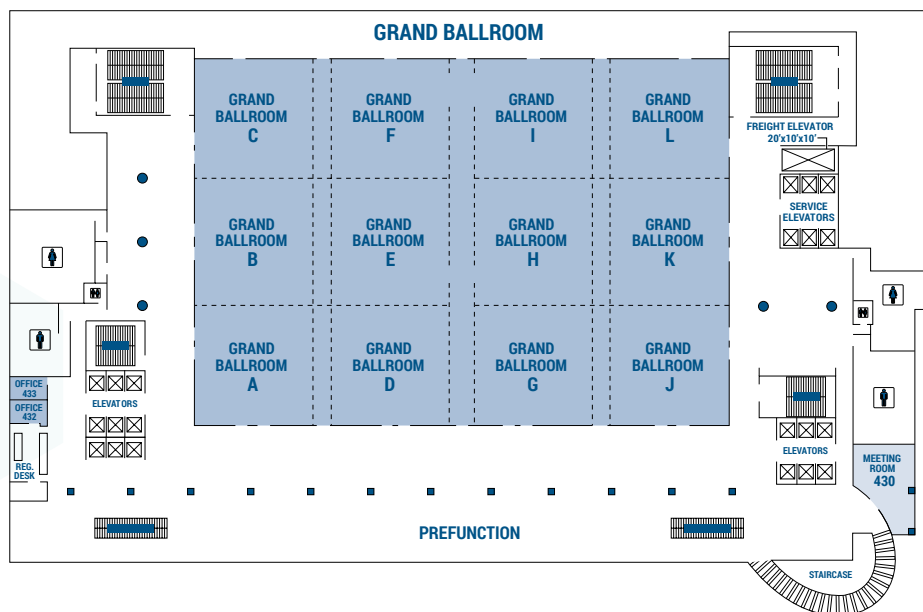 GRAND BALLROOM
GRAND
BALLROOM
C
GRAND
BALLROOM
F
GRAND
BALLROOM
I
GRAND
BALLROOM
L
FREIGHT ELEVATOR
20'x10'x10'
SERVICE
ELEVATORS
GRAND
BALLROOM
B
GRAND
BALLROOM
E
GRAND
BALLROOM
H
GRAND
BALLROOM
K
GRAND
BALLROOM
A
GRAND
BALLROOM
D
GRAND
BALLROOM
G
GRAND
BALLROOM
J
OFFICE
433
OFFICE
432
ELEVATORS
REG.
DESK
ELEVATORS
MEETING
ROOM
430
PREFUNCTION
STAIRCASE